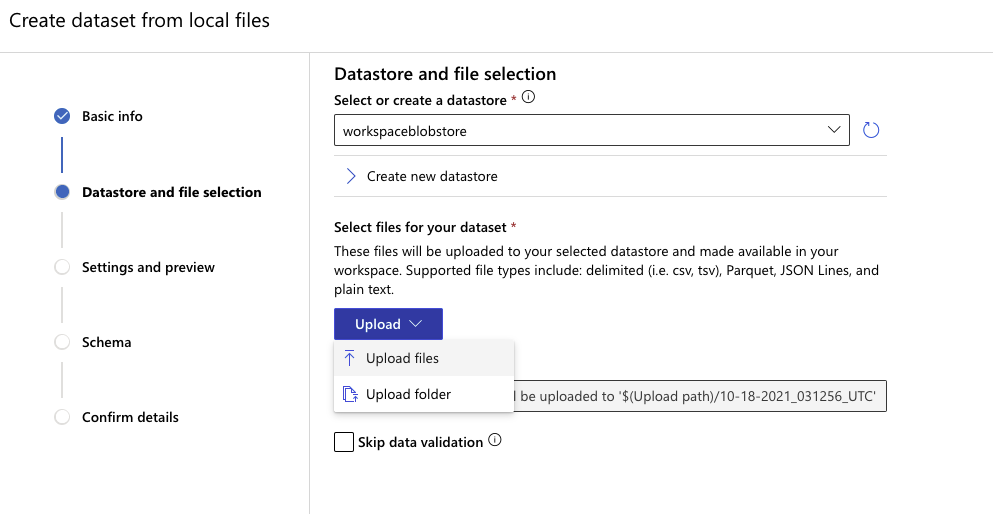 Create dataset from local files
Basic info
Datastore and file selection
Settings and preview
Schema
Confirm details
Datastore and file selection
Select or create a datastore *
workspaceblobstore
Create new datastore
Select files for your dataset *
These files will be uploaded to your selected datastore and made available in your
workspace. Supported file types include: delimited (i.e. csv, tsv), Parquet, JSON Lines, and
plain text.
Upload
Upload files
Upload folder
be uploaded to '$(Upload path)/10-18-2021_031256_UTC'
Skip data validation